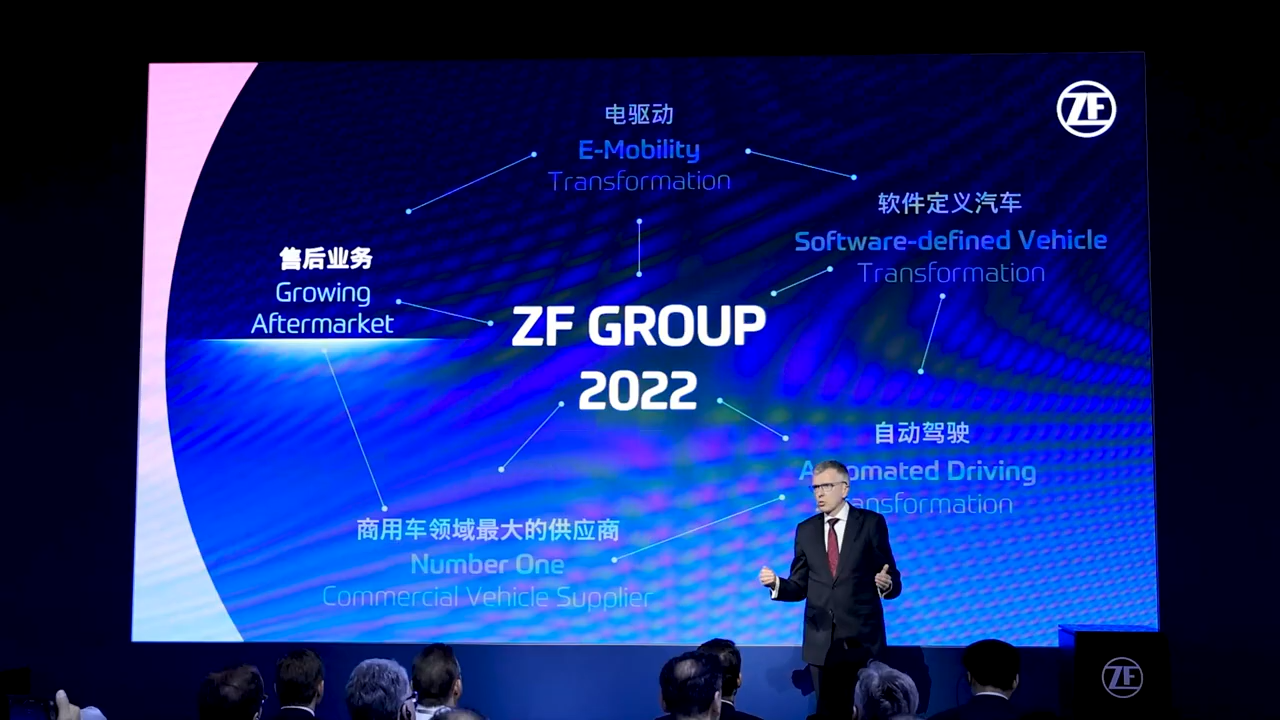 ZF
电驱动
E-Mobility
Transformation
软件定义汽车
Software-defined Vehicle
Transformation
售后业务
Growing
Aftermarket
ZF GROUP
2022
自动驾驶
Driving
商用车领域最大的供应商
Number One
Commercial Vehicle Supplier
ZF